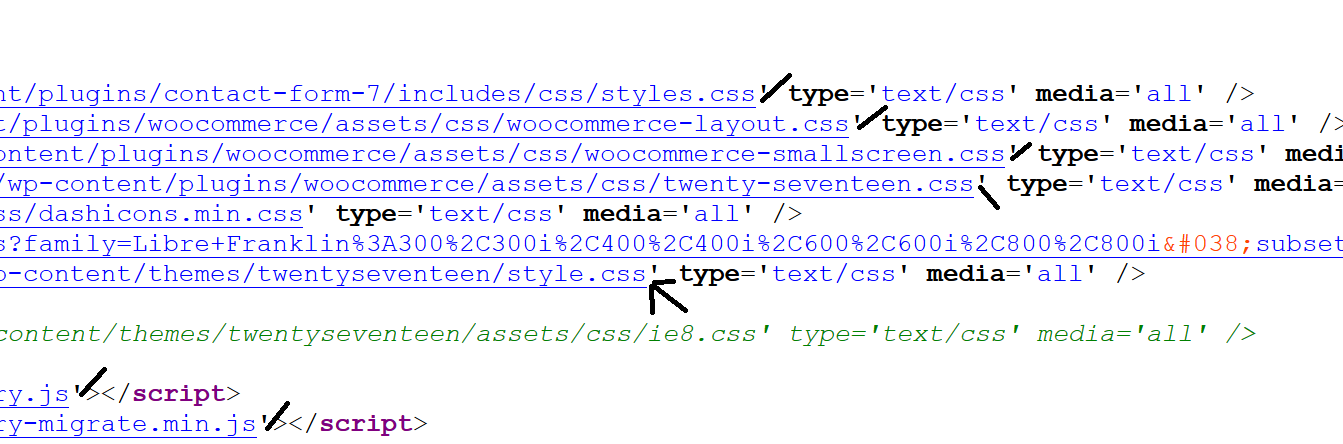 nt/plugins/contact-form-7/includes/css/styles.css' type='text/css' media='all' />
t/plugins/woocommerce/assets/css/woocommerce-layout.css' type='text/css' media='all' />
ontent/plugins/woocommerce/assets/css/woocommerce-smallscreen.css' type='text/css' medi
/wp-content/plugins/woocommerce/assets/css/twenty-seventeen.css' type='text/css' media=
ss/dashicons.min.css' type='text/css' media='all' />
s?family=Libre+Franklin%3A300%2C300i%2C400%2C400i%2C600%2C600i%2C800%2C800i&#038;subset
p-content/themes/twentyseventeen/style.css' type='text/css' media='all' />
content/themes/twentyseventeen/assets/css/ie8.css' type='text/css' media='all' />
ry.js'></script>
ry-migrate.min.js'></script>